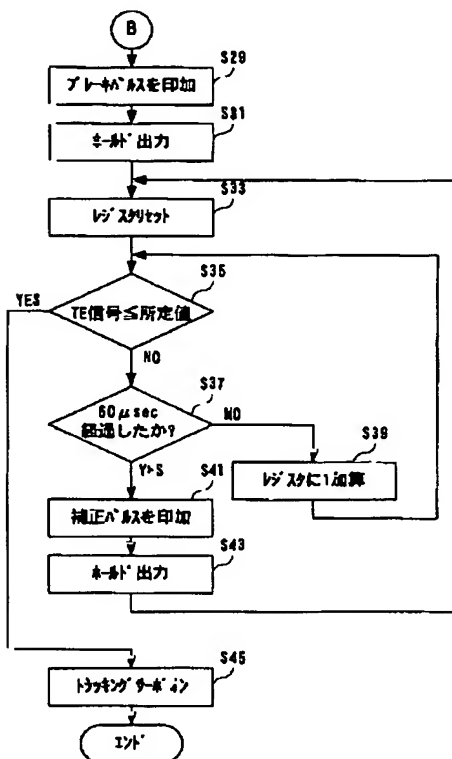 B
S29
ブレーキパルスを印加
S31
ホールド出力
S33
レジスタリセット
S35
YES
TE信号≦所定値
NO
S37
60μsec
経過したか?
NO
S39
レジスタに1加算
YES
S41
補正パルスを印加
S43
ホールド出力
S45
トラッキングサーボオン
エンド